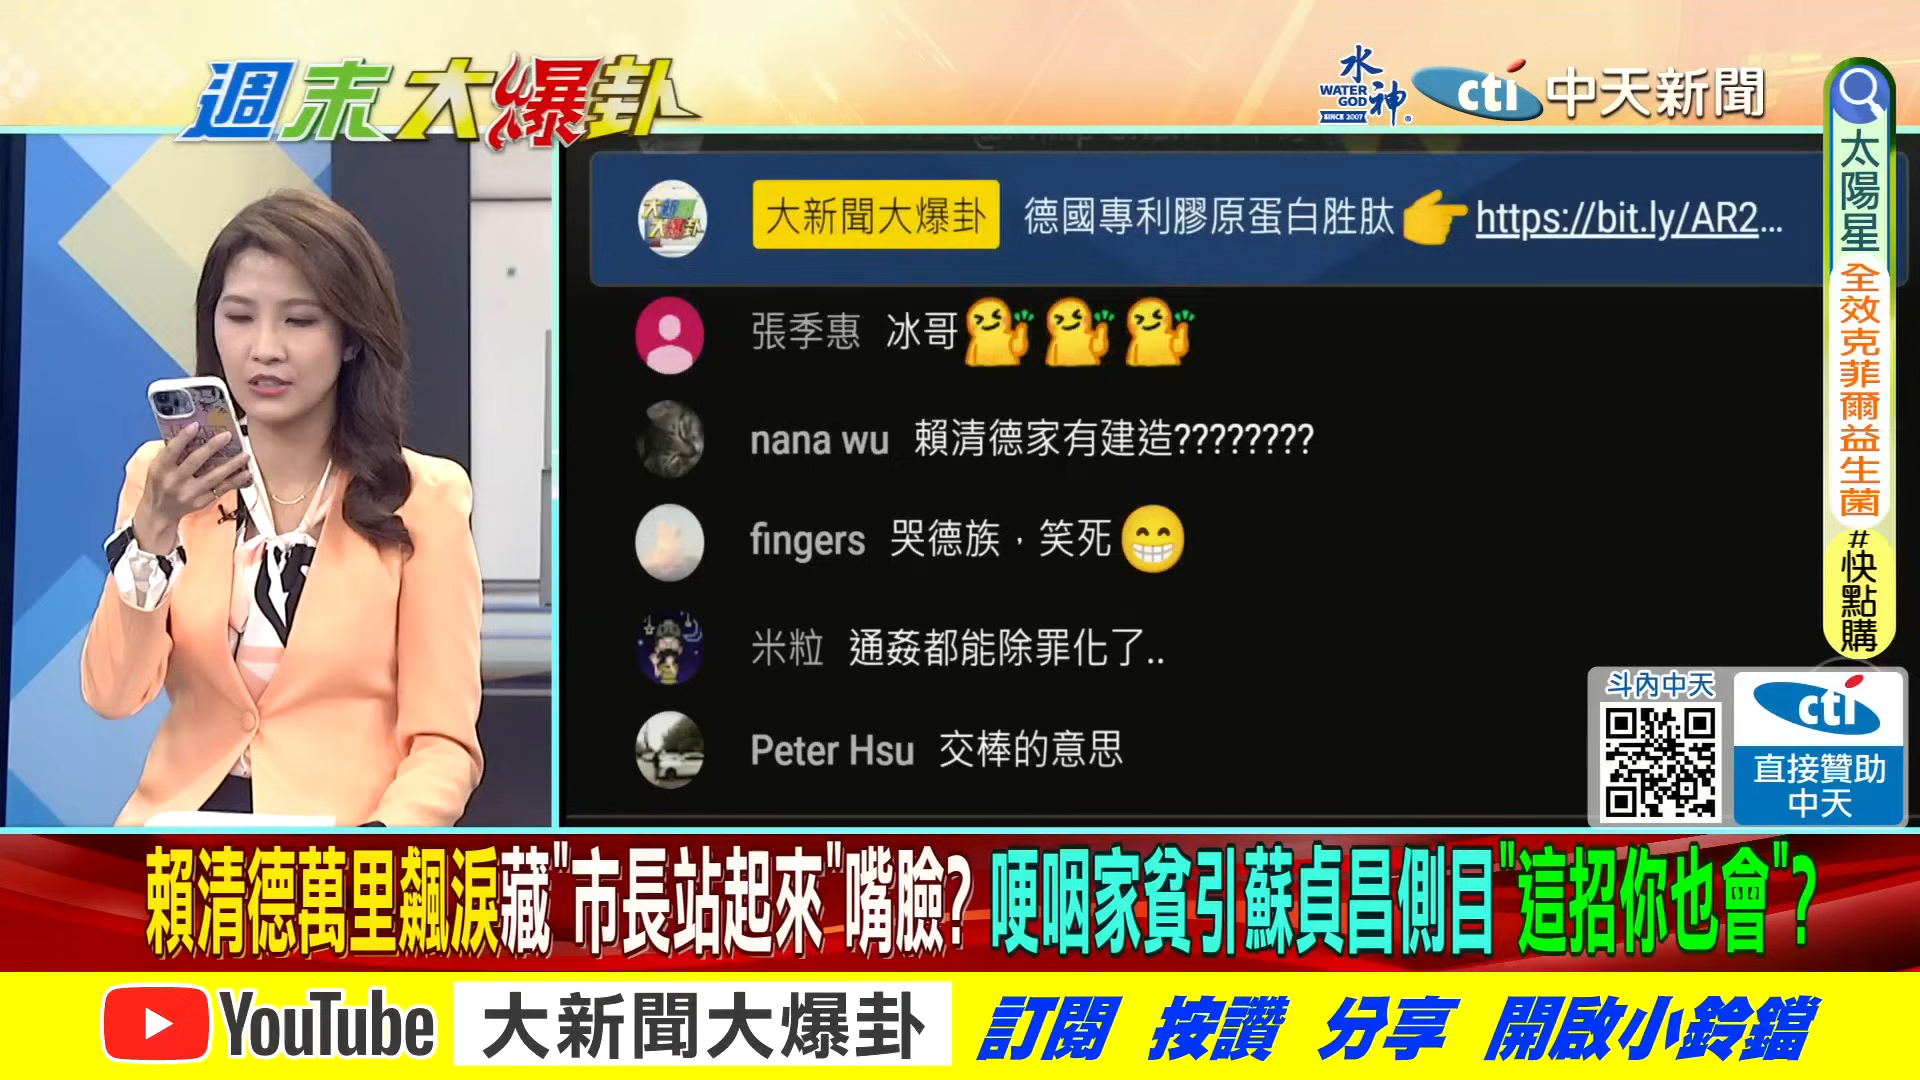 週末大爆卦
水神
WATER GOD
SINCE 2007
cti 中天新聞
太陽星
全效克菲爾益生菌
#快點購
大新聞大爆卦 德國專利膠原蛋白胜肽 https://bit.ly/AR2...
張季惠 冰哥
nana wu 賴清德家有建造????????
fingers 哭德族，笑死
米粒 通姦都能除罪化了..
Peter Hsu 交棒的意思
斗內中天
cti
直接贊助
中天
賴清德萬里飆淚藏"市長站起來"嘴臉? 哽咽家貧引蘇貞昌側目"這招你也會"?
YouTube 大新聞大爆卦 訂閱 按讚 分享 開啟小鈴鐺